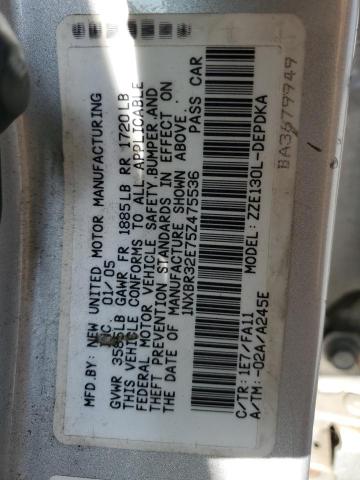 MFD.BY: NEW UNITED MOTOR MANUFACTURING
INC. 01/05
GVWR 3585LB GAWR FR 1885LB RR 1720LB
THIS VEHICLE CONFORMS TO ALL APPLICABLE
FEDERAL MOTOR VEHICLE SAFETY,BUMPER,AND
THEFT PREVENTION STANDARDS IN EFFECT ON
THE DATE OF MANUFACTURE SHOWN ABOVE.
1NXBR32E75Z475536 PASS CAR
MODEL: ZZE130L-DEPDKA
C/TR: 1E7/FA11
A/TM: -02A/A245E
BA3679949